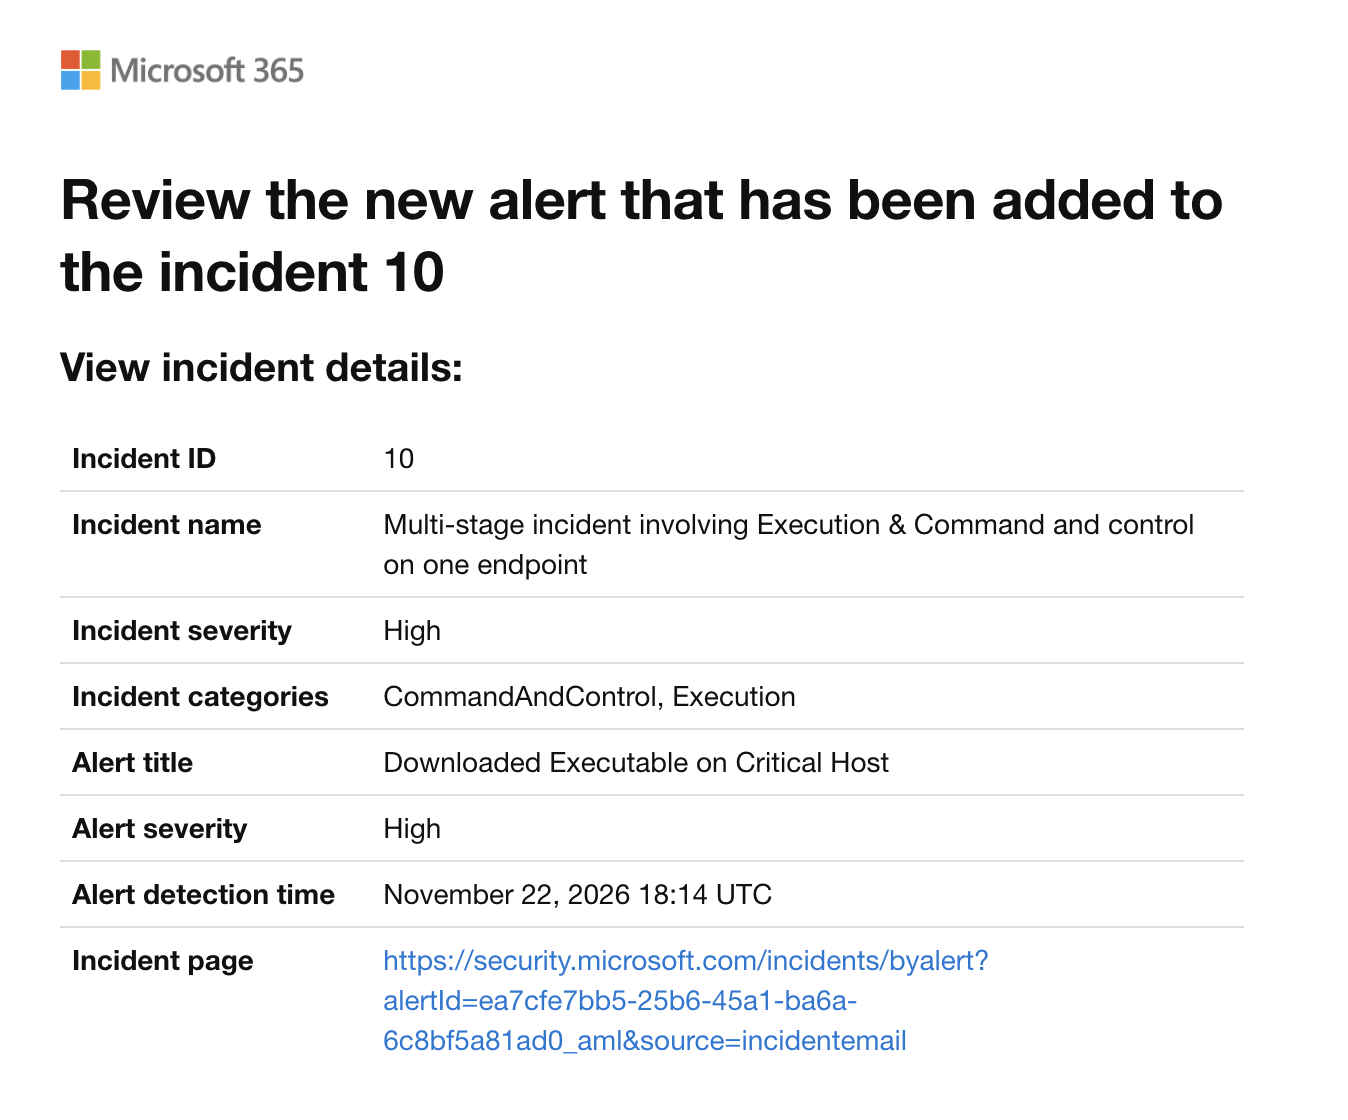 Microsoft 365
Review the new alert that has been added to
the incident 10
View incident details:
Incident ID 10
Incident name Multi-stage incident involving Execution & Command and control
on one endpoint
Incident severity High
Incident categories CommandAndControl, Execution
Alert title Downloaded Executable on Critical Host
Alert severity High
Alert detection time November 22, 2026 18:14 UTC
Incident page https://security.microsoft.com/incidents/byalert?
alertId=ea7cfe7bb5-25b6-45a1-ba6a-
6c8bf5a81ad0_aml&source=incidentemail